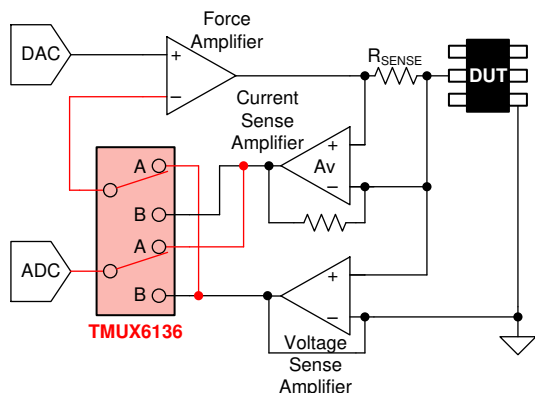 Force
Amplifier
DAC
+
−
R_SENSE
DUT
Current
Sense
Amplifier
+
Av
−
A
B
A
B
ADC
TMUX6136
+
−
Voltage
Sense
Amplifier